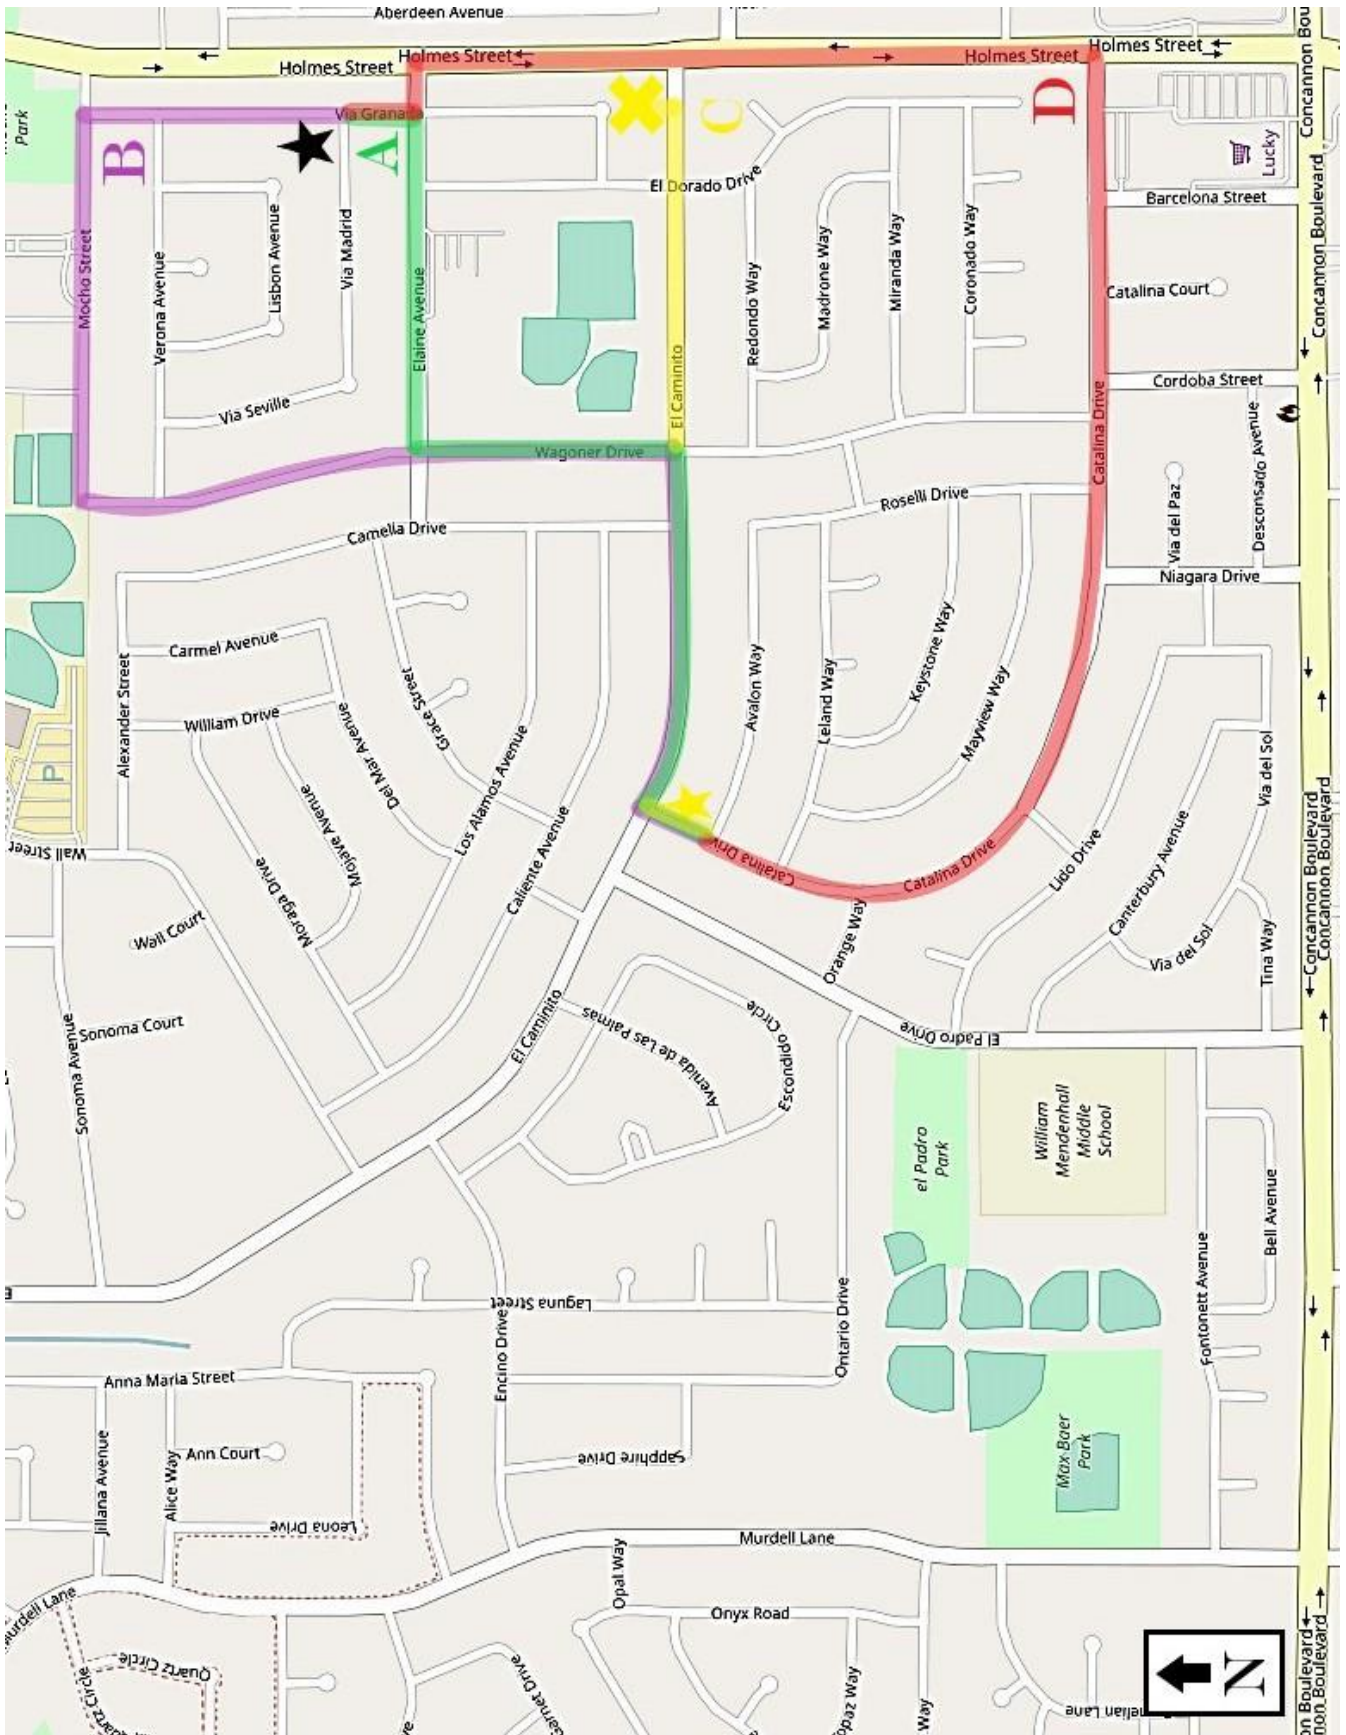 Aberdeen Avenue
Holmes Street
Holmes Street
Holmes Street
Holmes Street
Concannon Boulevard
Park
Via Granada
A
B
C
D
Lucky
El Dorado Drive
Barcelona Street
Mocho Street
Verona Avenue
Lisbon Avenue
Via Madrid
Elaine Avenue
El Caminito
Redondo Way
Madrone Way
Miranda Way
Coronado Way
Catalina Court
Concannon Boulevard
Concannon Boulevard
Cordoba Street
Via Seville
Wagoner Drive
Catalina Drive
Descansado Avenue
Via del Paz
Roselli Drive
Camelia Drive
Niagara Drive
Carmel Avenue
Alexander Street
William Drive
Grace Street
Del Mar Avenue
Mojave Avenue
Los Alamos Avenue
Avalon Way
Leland Way
Keystone Way
Mayview Way
Via del Sol
P
Wall Street
Moraga Drive
Caliente Avenue
Catalina Drive
Catalina Drive
Lido Drive
Canterbury Avenue
Concannon Boulevard
Concannon Boulevard
Wall Court
Orange Way
Via del Sol
Tina Way
Sonoma Court
Sonoma Avenue
El Caminito
Avenida de Las Palmas
Escondido Circle
El Padro Drive
el Padro
Park
William
Mendenhall
Middle
School
Bell Avenue
Fontonett Avenue
Laguna Street
Encino Drive
Ontario Drive
Anna Maria Street
Jillana Avenue
Alice Way
Ann Court
Leona Drive
Sapphire Drive
Max Baer
Park
Murdell Lane
Opal Way
Onyx Road
Murdell Lane
Quartz Circle
Quartz Circle
Garnet Drive
Topaz Way
Way
N